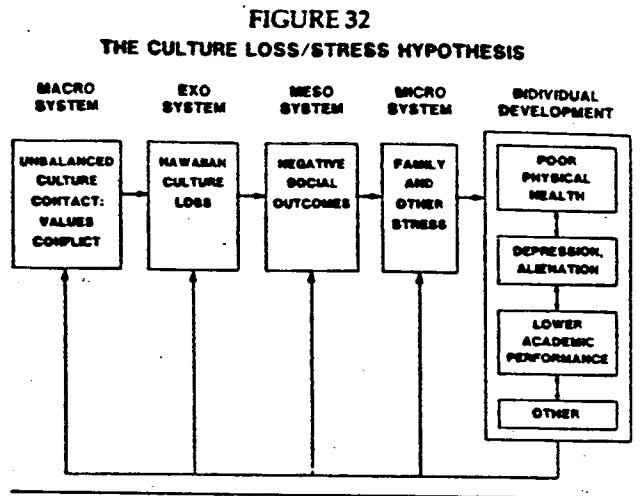 FIGURE 32
THE CULTURE LOSS/STRESS HYPOTHESIS
MACRO
SYSTEM
EXO
SYSTEM
MESO
SYSTEM
MICRO
SYSTEM
INDIVIDUAL
DEVELOPMENT
UNBALANCED
CULTURE
CONTACT:
VALUES
CONFLICT
HAWAIIAN
CULTURE
LOSS
NEGATIVE
SOCIAL
OUTCOMES
FAMILY
AND
OTHER
STRESS
POOR
PHYSICAL
HEALTH
DEPRESSION,
ALIENATION
LOWER
ACADEMIC
PERFORMANCE
OTHER